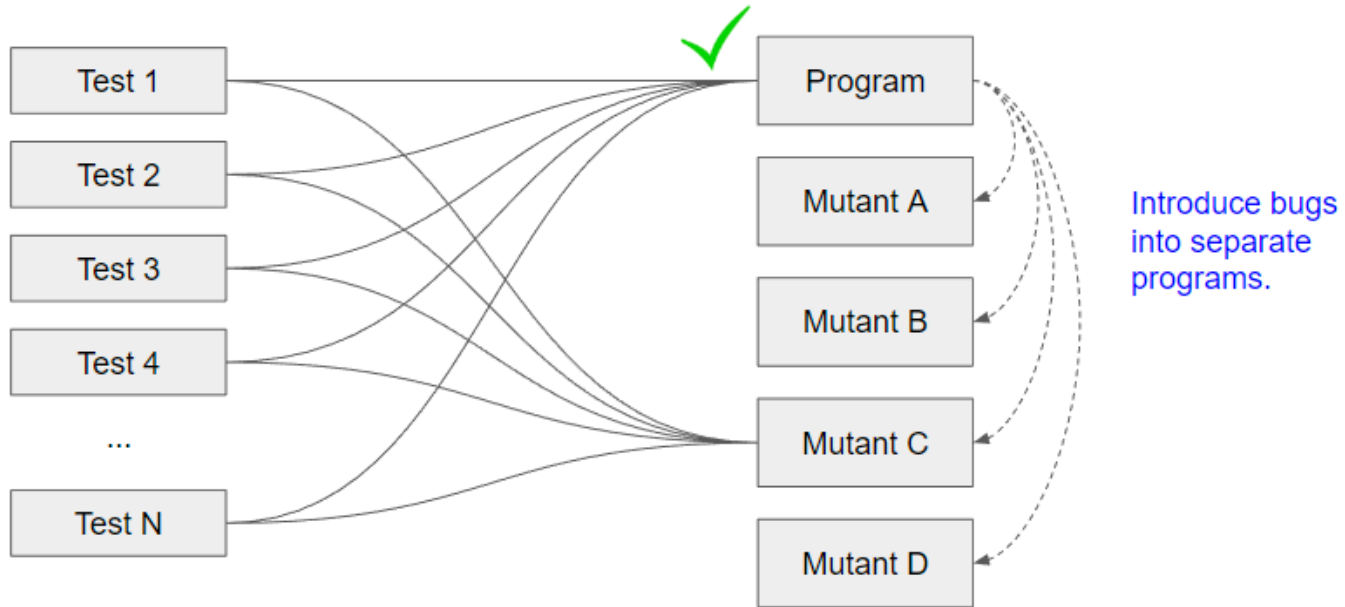 Test 1
Test 2
Test 3
Test 4
...
Test N
Program
Mutant A
Mutant B
Mutant C
Mutant D
Introduce bugs
into separate
programs.